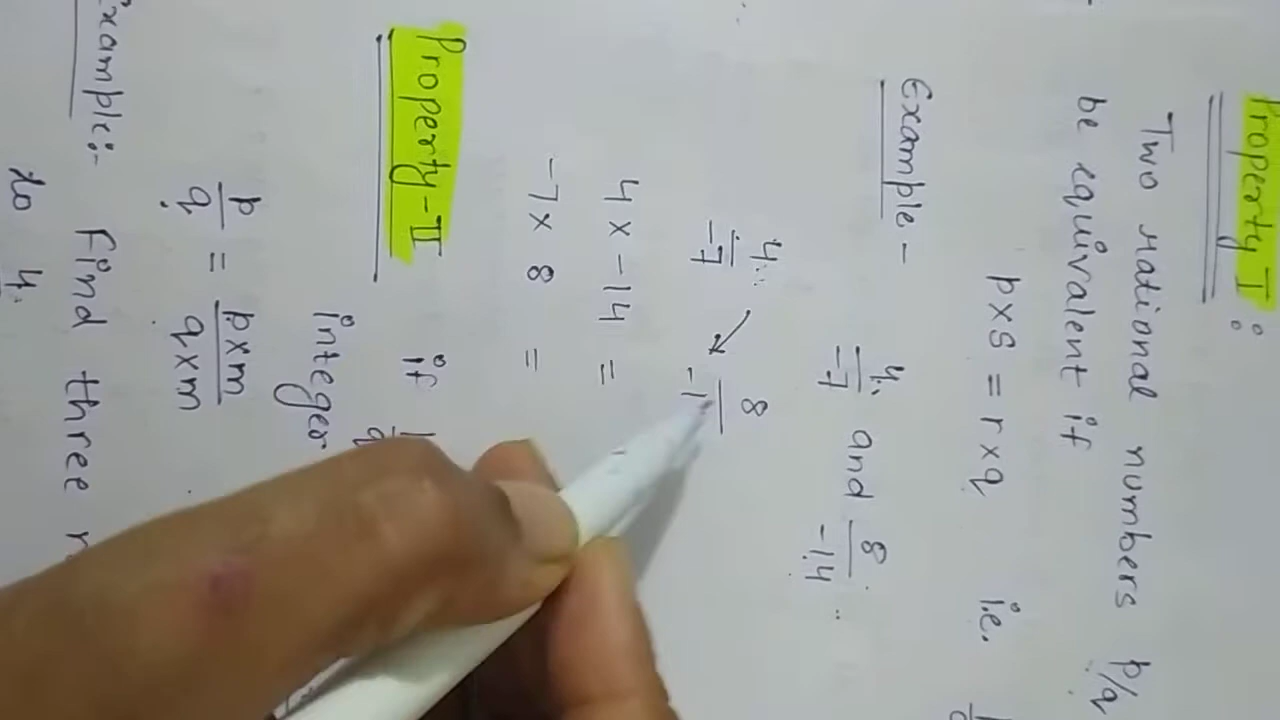 Property I :
Two rational numbers p/q
be equivalent if
p×s = r×q i.e.
Example -
4/-7 and 8/-14
4/-7 8/-1
4 × -14 =
-7 × 8 =
Property-II if
integer
p/q = p×m/q×m
Example:- Find three
to 4